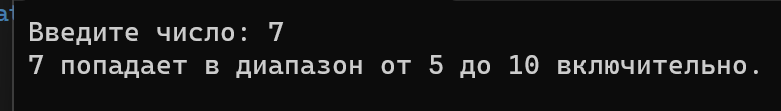 Введите число: 7
7 попадает в диапазон от 5 до 10 включительно.